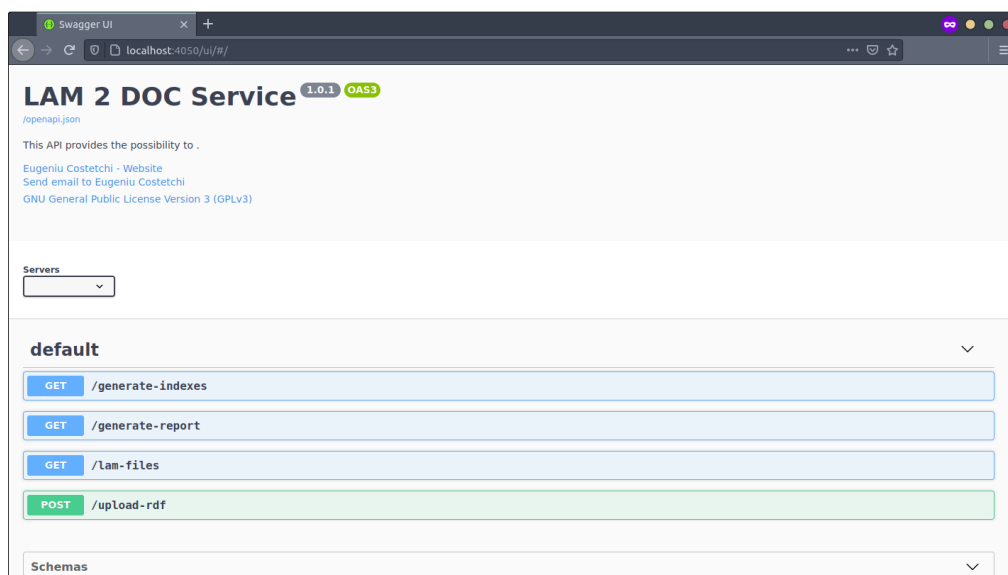 Swagger UI
localhost:4050/ui/#/
LAM 2 DOC Service 1.0.1 OAS3
/openapi.json
This API provides the possibility to .
Eugeniu Costetchi - Website
Send email to Eugeniu Costetchi
GNU General Public License Version 3 (GPLv3)
Servers
default
GET /generate-indexes
GET /generate-report
GET /lam-files
POST /upload-rdf
Schemas